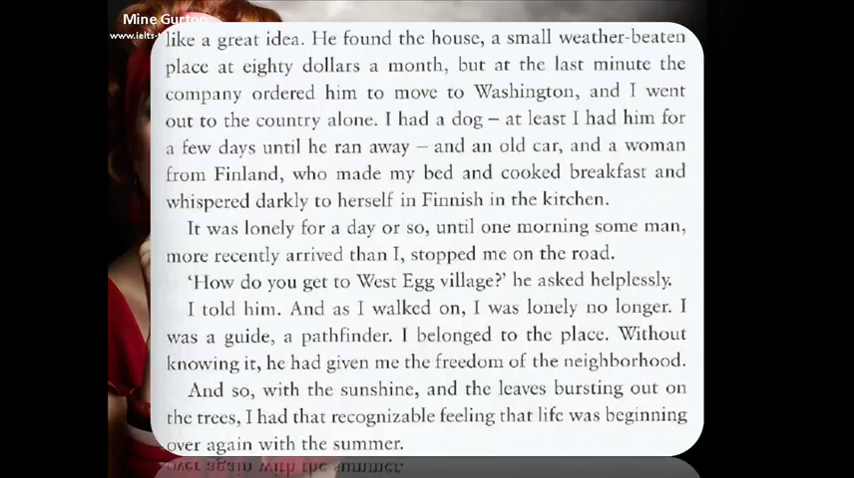 Mine Gurton
like a great idea. He found the house, a small weather-beaten
place at eighty dollars a month, but at the last minute the
company ordered him to move to Washington, and I went
out to the country alone. I had a dog – at least I had him for
a few days until he ran away – and an old car, and a woman
from Finland, who made my bed and cooked breakfast and
whispered darkly to herself in Finnish in the kitchen.
It was lonely for a day or so, until one morning some man,
more recently arrived than I, stopped me on the road.
‘How do you get to West Egg village?’ he asked helplessly.
I told him. And as I walked on, I was lonely no longer. I
was a guide, a pathfinder. I belonged to the place. Without
knowing it, he had given me the freedom of the neighborhood.
And so, with the sunshine, and the leaves bursting out on
the trees, I had that recognizable feeling that life was beginning
over again with the summer.